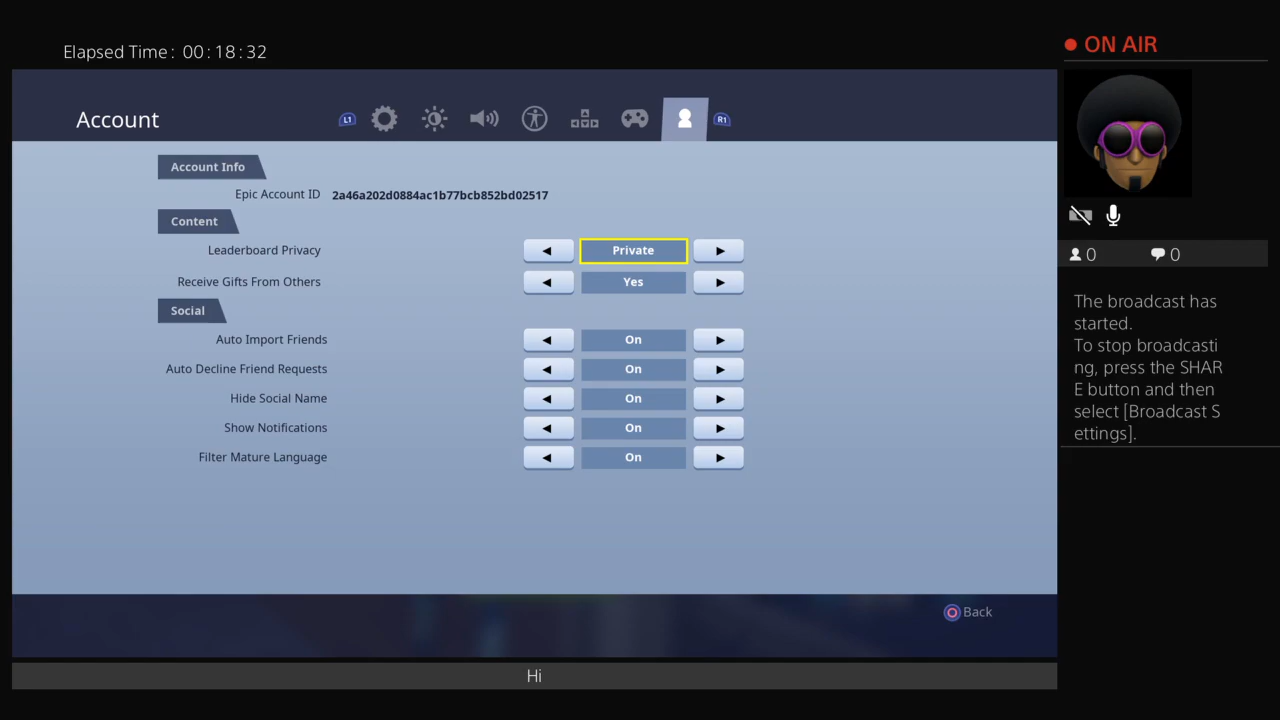 Elapsed Time: 00:18:32
ON AIR
Account
L1
R1
Account Info
Epic Account ID 2a46a202d0884ac1b77bcb852bd02517
Content
Leaderboard Privacy Private
Receive Gifts From Others Yes
Social
Auto Import Friends On
Auto Decline Friend Requests On
Hide Social Name On
Show Notifications On
Filter Mature Language On
Back
Hi
0 0
The broadcast has
started.
To stop broadcasti
ng, press the SHAR
E button and then
select [Broadcast S
ettings].